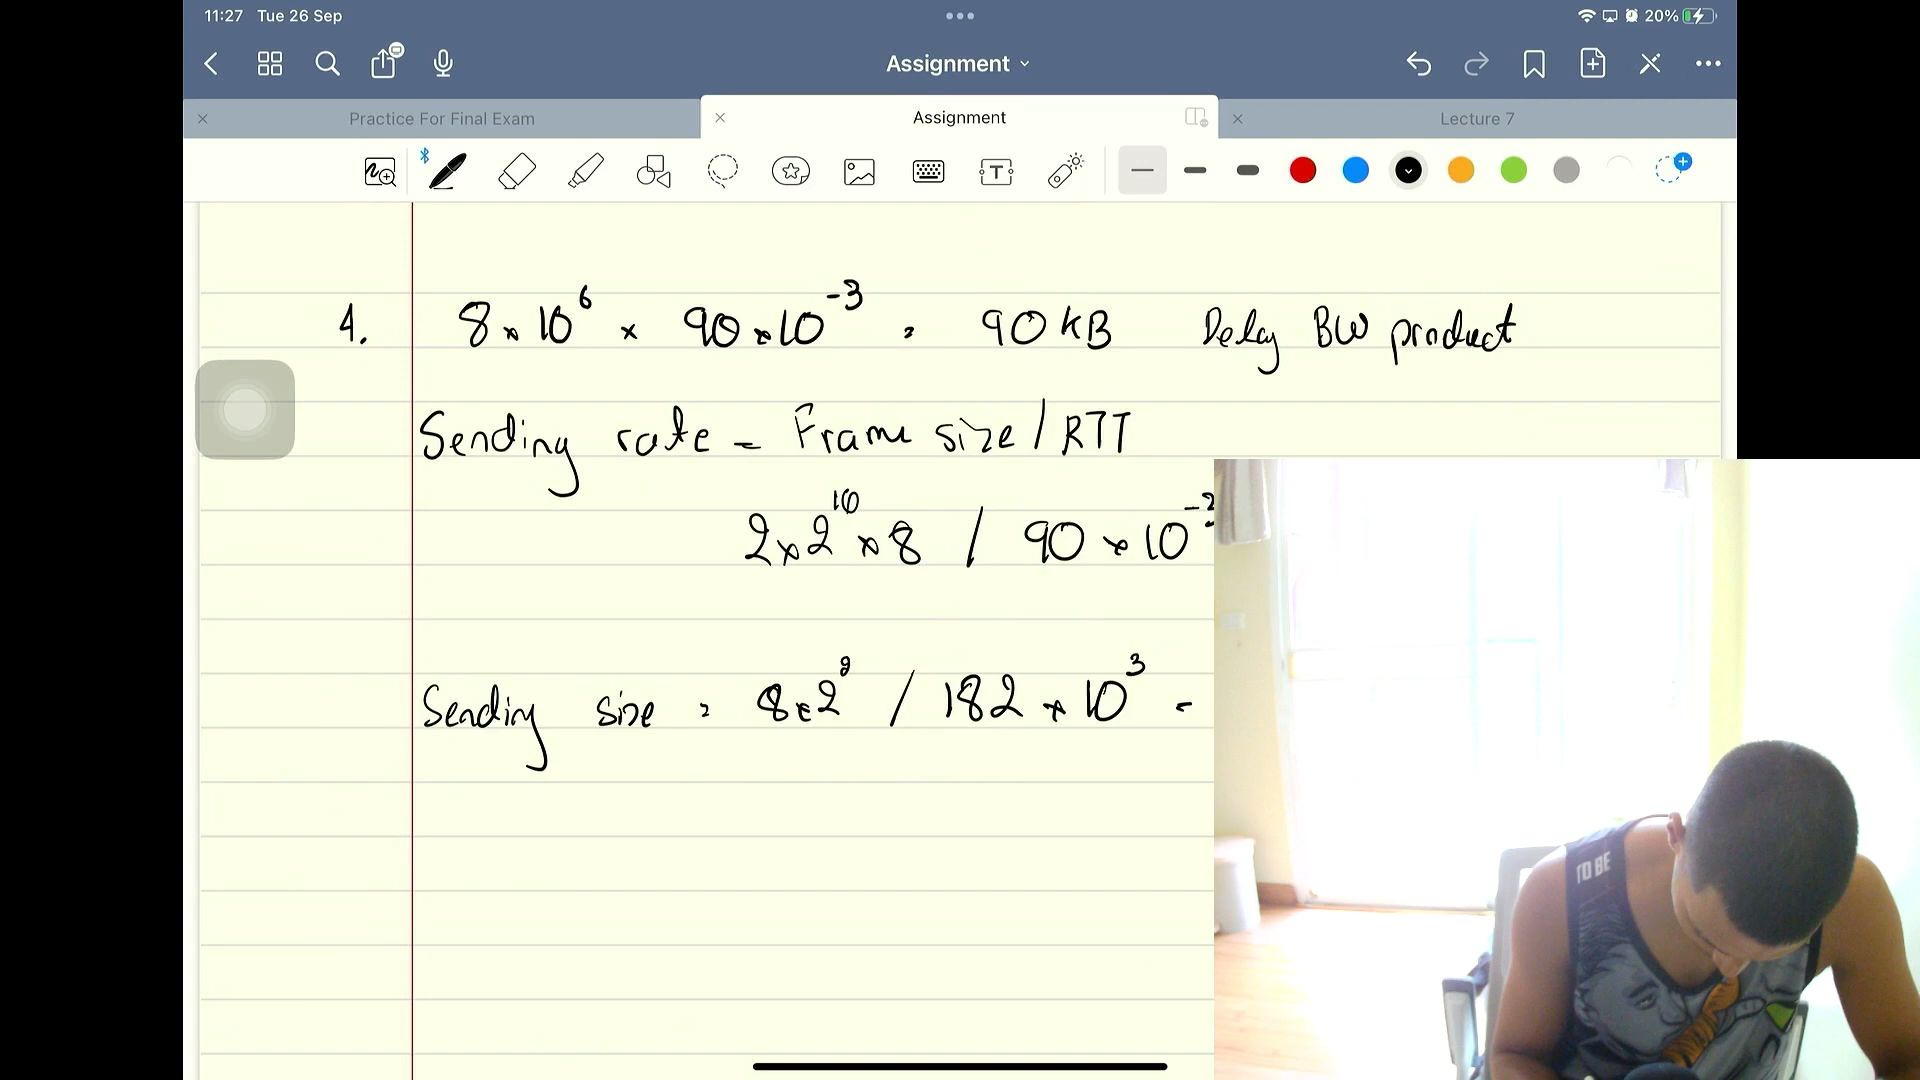 11:27 Tue 26 Sep 20%
Assignment
Practice For Final Exam Assignment Lecture 7
4. 8 × 10^6 × 90 × 10^-3 = 90 KB Delay BW product
Sending rate = Frame size / RTT
2 × 2^10 × 8 / 90 × 10
Sending size = 8 × 2 / 182 × 10^3 =
TO BE